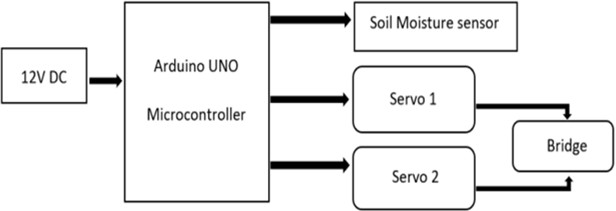 12V DC
Arduino UNO
Microcontroller
Soil Moisture sensor
Servo 1
Servo 2
Bridge